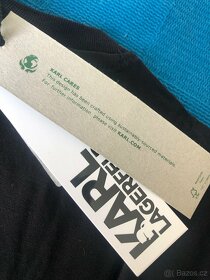 KARL CARES
This design has been crafted using sustainably sourced materials.
For further information, please visit KARL.COM.
KARL
LAGERFELD
Bazoš.cz